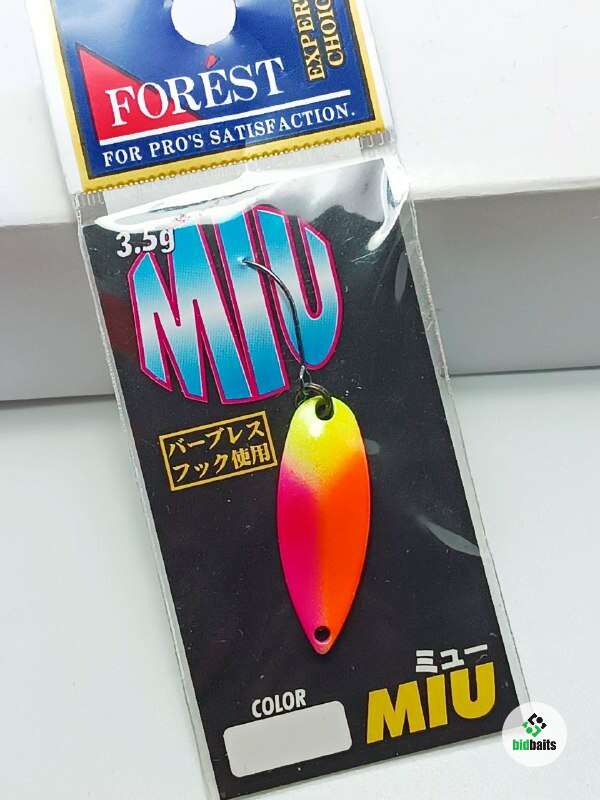 EXPERT
CHOICE
FORÉST
FOR PRO'S SATISFACTION.
3.5g
MIU
バーブレス
フック使用
ミュー
MIU
COLOR
bidbaits